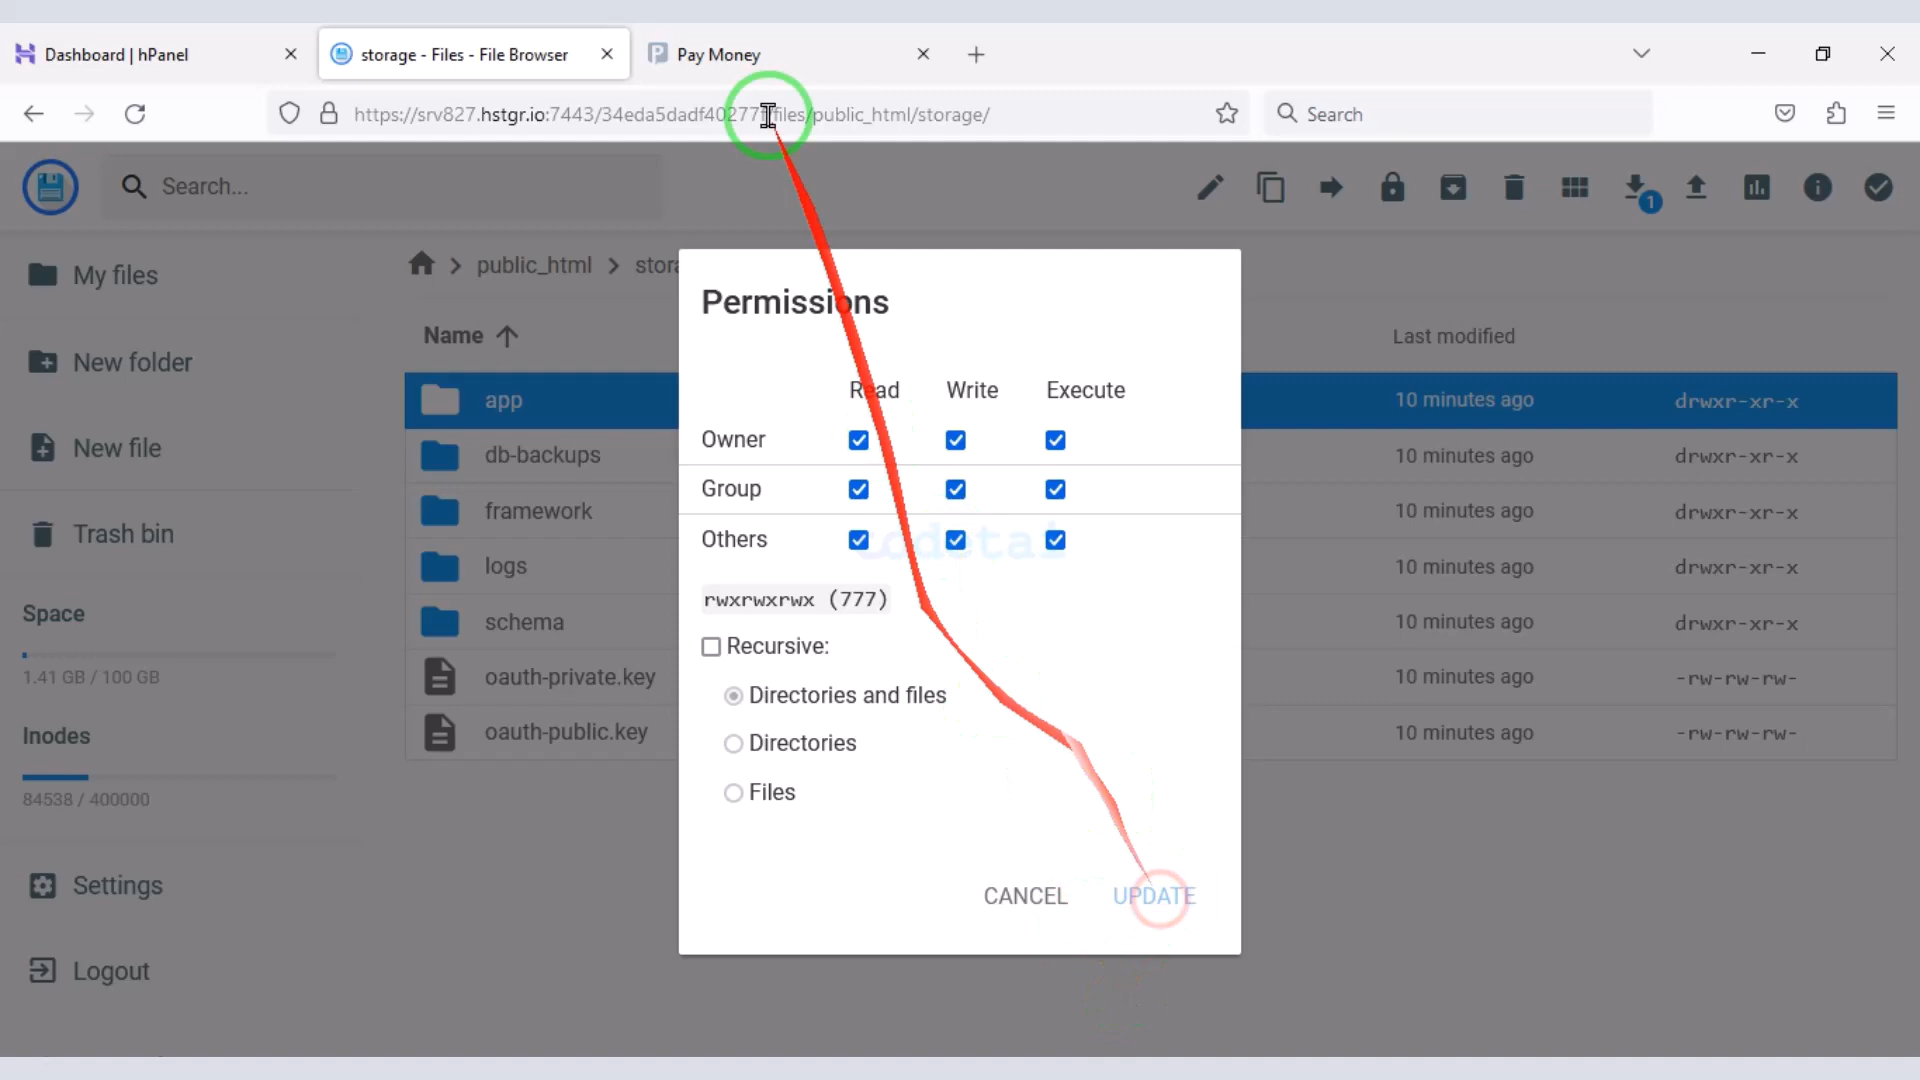 Dashboard | hPanel
storage - Files - File Browser
Pay Money
https://srv827.hstgr.io:7443/34eda5dadf40277f/files/public_html/storage/
Search
Search...
1
My files
New folder
New file
Trash bin
Space
1.41 GB / 100 GB
Inodes
84538 / 400000
Settings
Logout
public_html
Name
Last modified
app
10 minutes ago
drwxr-xr-x
db-backups
10 minutes ago
drwxr-xr-x
framework
10 minutes ago
drwxr-xr-x
logs
10 minutes ago
drwxr-xr-x
schema
10 minutes ago
drwxr-xr-x
oauth-private.key
10 minutes ago
-rw-rw-rw-
oauth-public.key
10 minutes ago
-rw-rw-rw-
Permissions
Read Write Execute
Owner
Group
Others
rwxrwxrwx (777)
Recursive:
Directories and files
Directories
Files
CANCEL
UPDATE